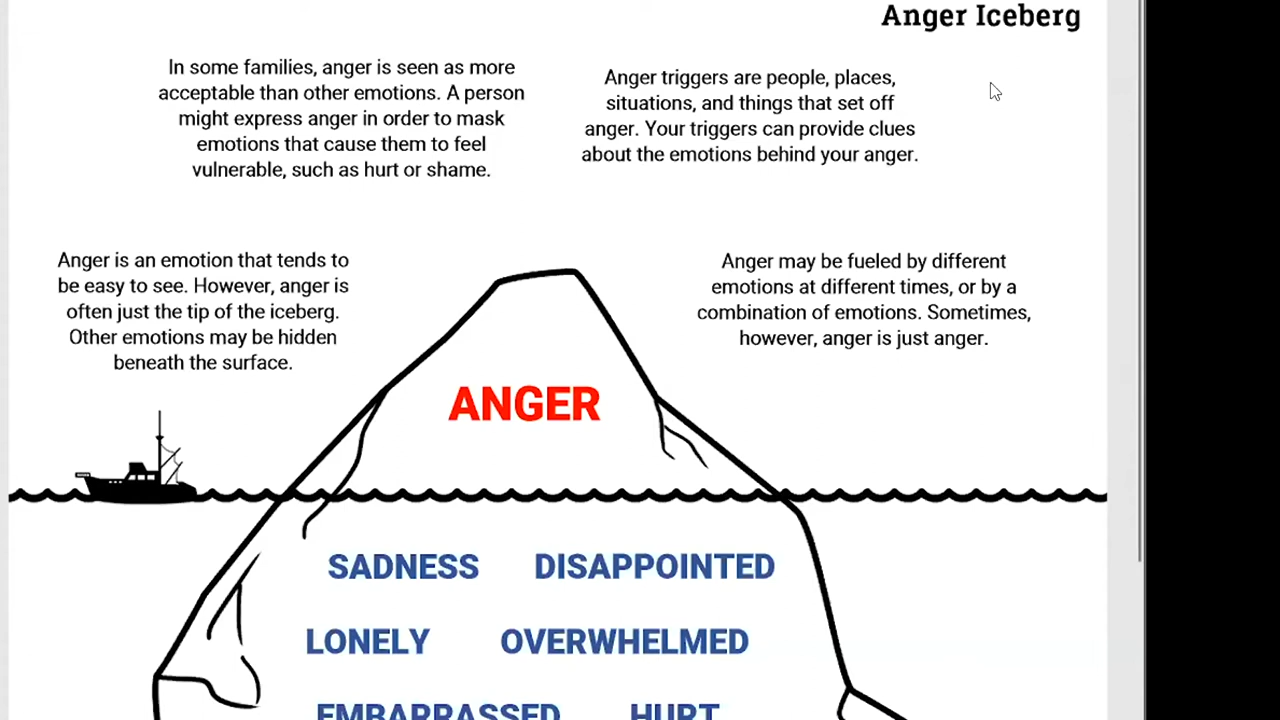 Anger Iceberg
In some families, anger is seen as more
acceptable than other emotions. A person
might express anger in order to mask
emotions that cause them to feel
vulnerable, such as hurt or shame.
Anger triggers are people, places,
situations, and things that set off
anger. Your triggers can provide clues
about the emotions behind your anger.
Anger is an emotion that tends to
be easy to see. However, anger is
often just the tip of the iceberg.
Other emotions may be hidden
beneath the surface.
Anger may be fueled by different
emotions at different times, or by a
combination of emotions. Sometimes,
however, anger is just anger.
ANGER
SADNESS DISAPPOINTED
LONELY OVERWHELMED
EMBARRASSED HURT